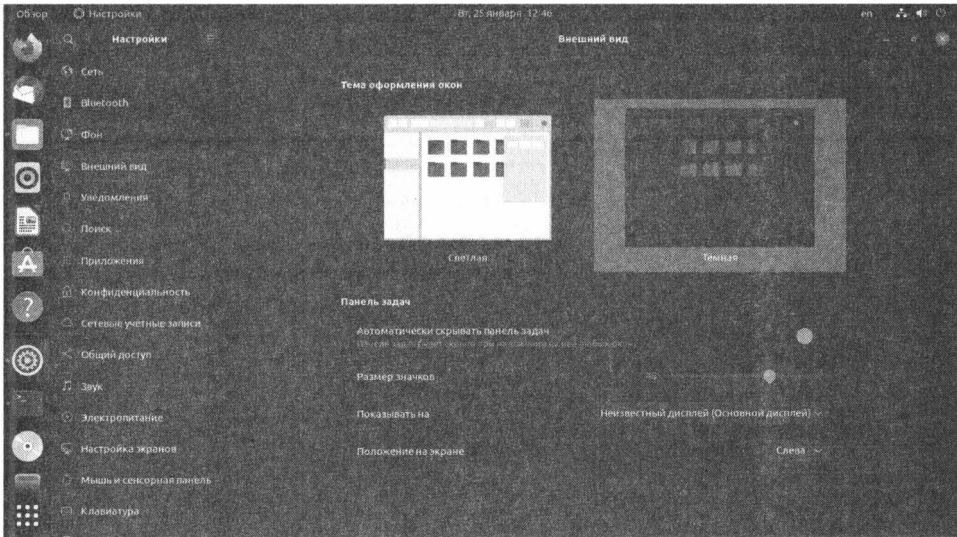 Обзор
Настройки
Вт, 25 января 12:46
en
Настройки
Внешний вид
Сеть
Bluetooth
Фон
Внешний вид
Уведомления
Поиск
Приложения
Конфиденциальность
Сетевые учётные записи
Общий доступ
Звук
Электропитание
Настройка экранов
Мышь и сенсорная панель
Клавиатура
Тема оформления окон
Светлая
Темная
Панель задач
Автоматически скрывать панель задач
Размер значков
Показывать на
Неизвестный дисплей (Основной дисплей)
Положение на экране
Слева